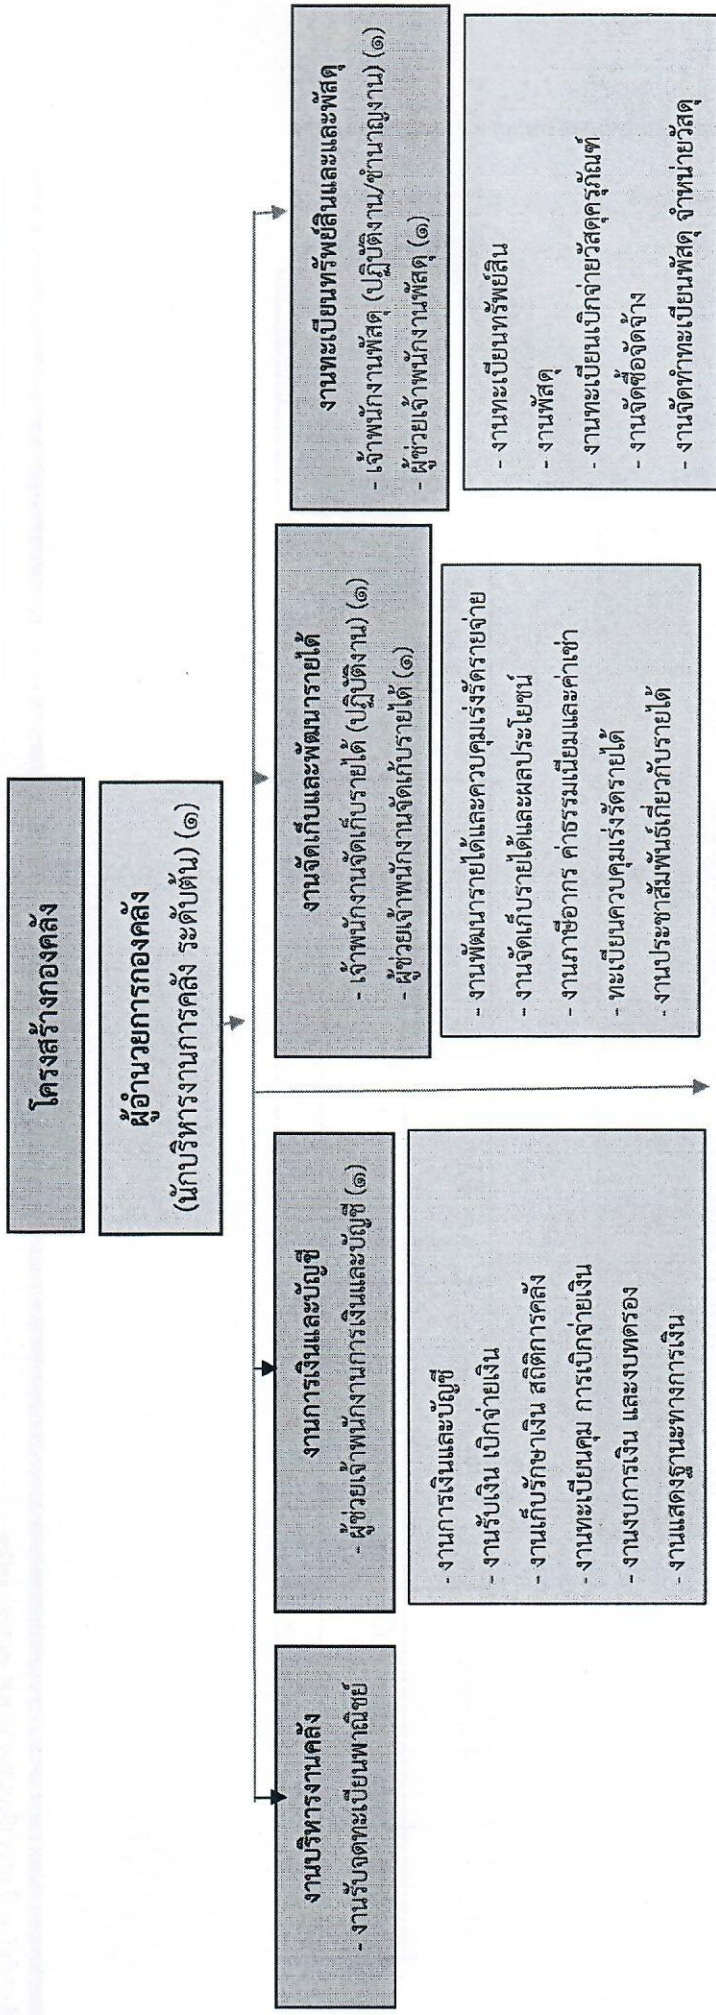 โครงสร้างกองคลัง
ผู้อำนวยการกองคลัง
(นักบริหารงานการคลัง ระดับต้น) (๑)
งานบริหารงานคลัง
- งานรับจดทะเบียนพาณิชย์
งานการเงินและบัญชี
- ผู้ช่วยเจ้าพนักงานการเงินและบัญชี (๑)
- งานการเงินและบัญชี
- งานรับเงิน เบิกจ่ายเงิน
- งานเก็บรักษาเงิน สถิติการคลัง
- งานทะเบียนคุม การเบิกจ่ายเงิน
- งานงบการเงิน และงบทดรอง
- งานแสดงฐานะทางการเงิน
งานจัดเก็บและพัฒนารายได้
- เจ้าพนักงานจัดเก็บรายได้ (ปฏิบัติงาน) (๑)
- ผู้ช่วยเจ้าพนักงานจัดเก็บรายได้ (๑)
- งานพัฒนารายได้และควบคุมเร่งรัดรายจ่าย
- งานจัดเก็บรายได้และผลประโยชน์
- งานภาษีอากร ค่าธรรมเนียมและค่าเช่า
- ทะเบียนควบคุมเร่งรัดรายได้
- งานประชาสัมพันธ์เกี่ยวกับรายได้
งานทะเบียนทรัพย์สินและและพัสดุ
- เจ้าพนักงานพัสดุ (ปฏิบัติงาน/ชำนาญงาน) (๑)
- ผู้ช่วยเจ้าพนักงานพัสดุ (๑)
- งานทะเบียนทรัพย์สิน
- งานพัสดุ
- งานทะเบียนเบิกจ่ายวัสดุครุภัณฑ์
- งานจัดซื้อจัดจ้าง
- งานจัดทำทะเบียนพัสดุ จำหน่ายวัสดุ